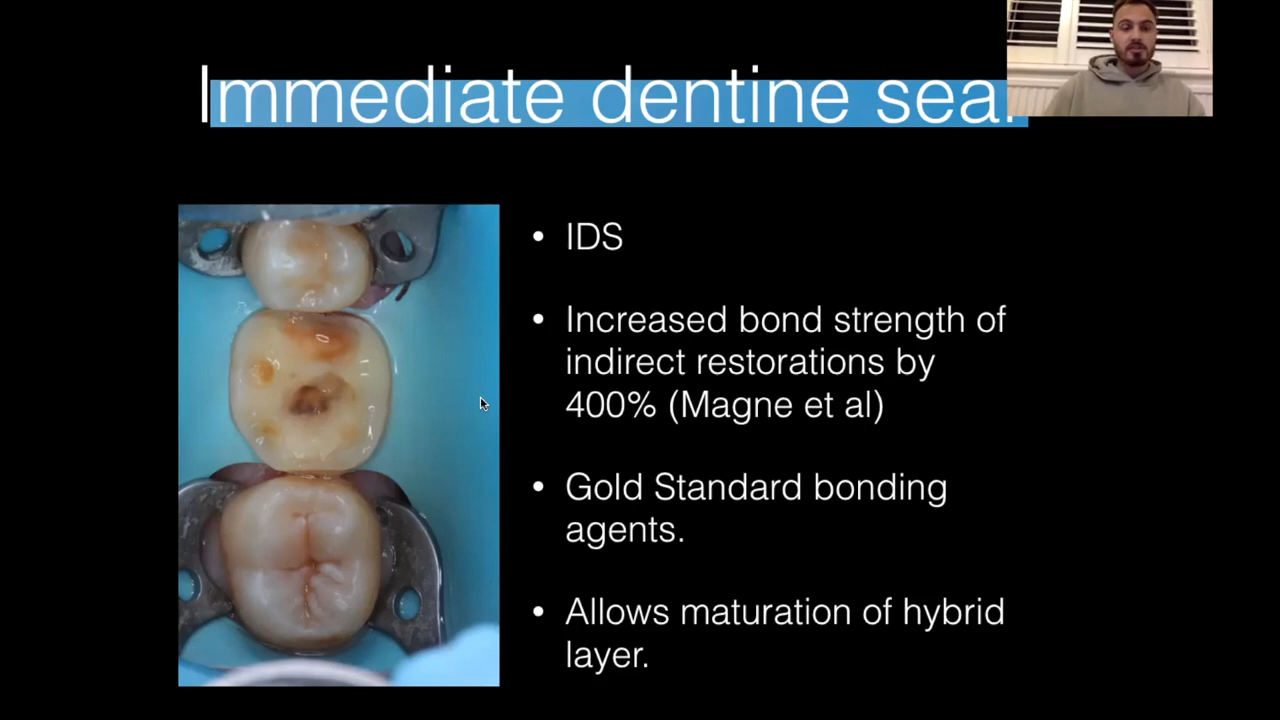 Immediate dentine seal
• IDS
• Increased bond strength of
indirect restorations by
400% (Magne et al)
• Gold Standard bonding
agents.
• Allows maturation of hybrid
layer.